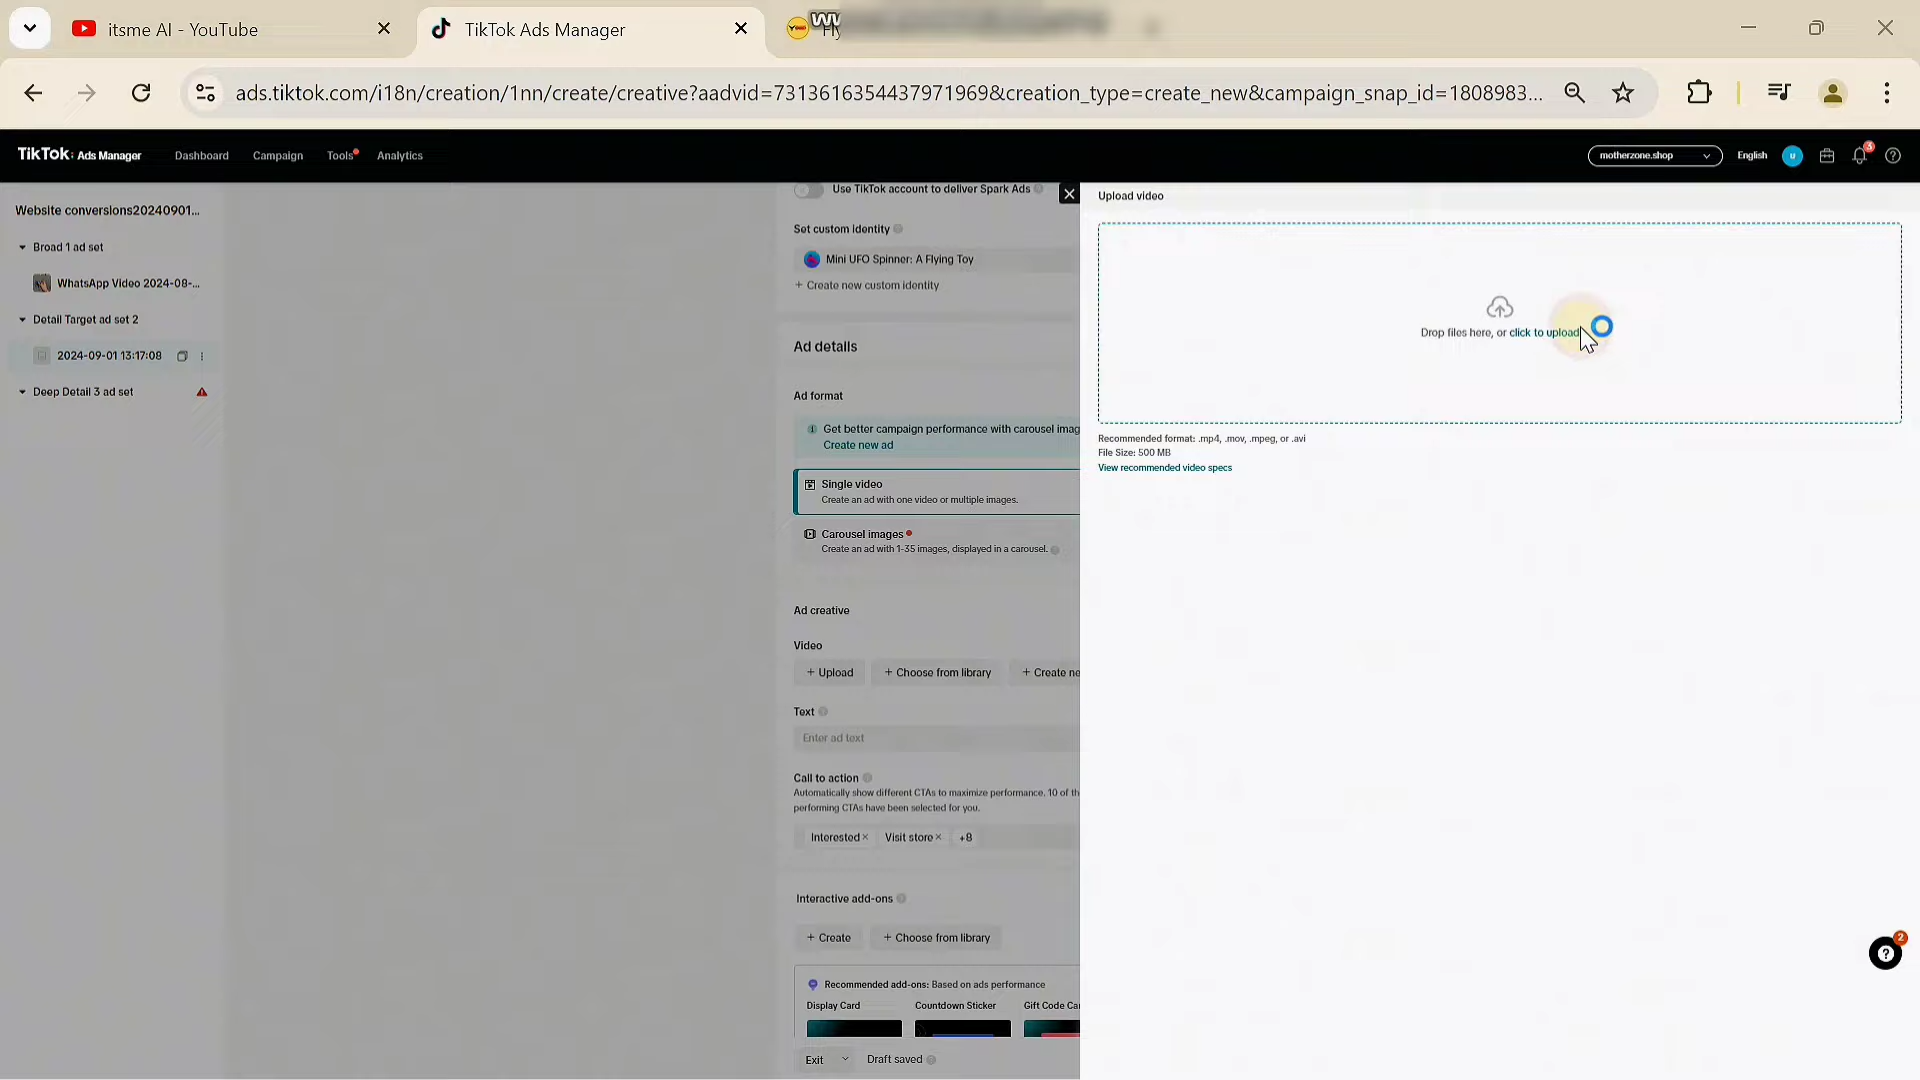 itsme AI - YouTube
TikTok Ads Manager
ads.tiktok.com/i18n/creation/1nn/create/creative?aadvid=7313616354437971969&creation_type=create_new&campaign_snap_id=1808983...
TikTok: Ads Manager
Dashboard
Campaign
Tools
Analytics
motherzone.shop
English
u
3
Website conversions20240901...
Broad 1 ad set
WhatsApp Video 2024-08-...
Detail Target ad set 2
2024-09-01 13:17:08
Deep Detail 3 ad set
Use TikTok account to deliver Spark Ads
Set custom identity
Mini UFO Spinner: A Flying Toy
+ Create new custom identity
Ad details
Ad format
Get better campaign performance with carousel imag
Create new ad
Single video
Create an ad with one video or multiple images.
Carousel images
Create an ad with 1-35 images, displayed in a carousel.
Ad creative
Video
+ Upload
+ Choose from library
+ Create ne
Text
Enter ad text
Call to action
Automatically show different CTAs to maximize performance. 10 of th
performing CTAs have been selected for you.
Interested ×
Visit store ×
+8
Interactive add-ons
+ Create
+ Choose from library
Recommended add-ons: Based on ads performance
Display Card
Countdown Sticker
Gift Code Ca
Exit
Draft saved
Upload video
Drop files here, or click to upload
Recommended format: .mp4, .mov, .mpeg, or .avi
File Size: 500 MB
View recommended video specs
2